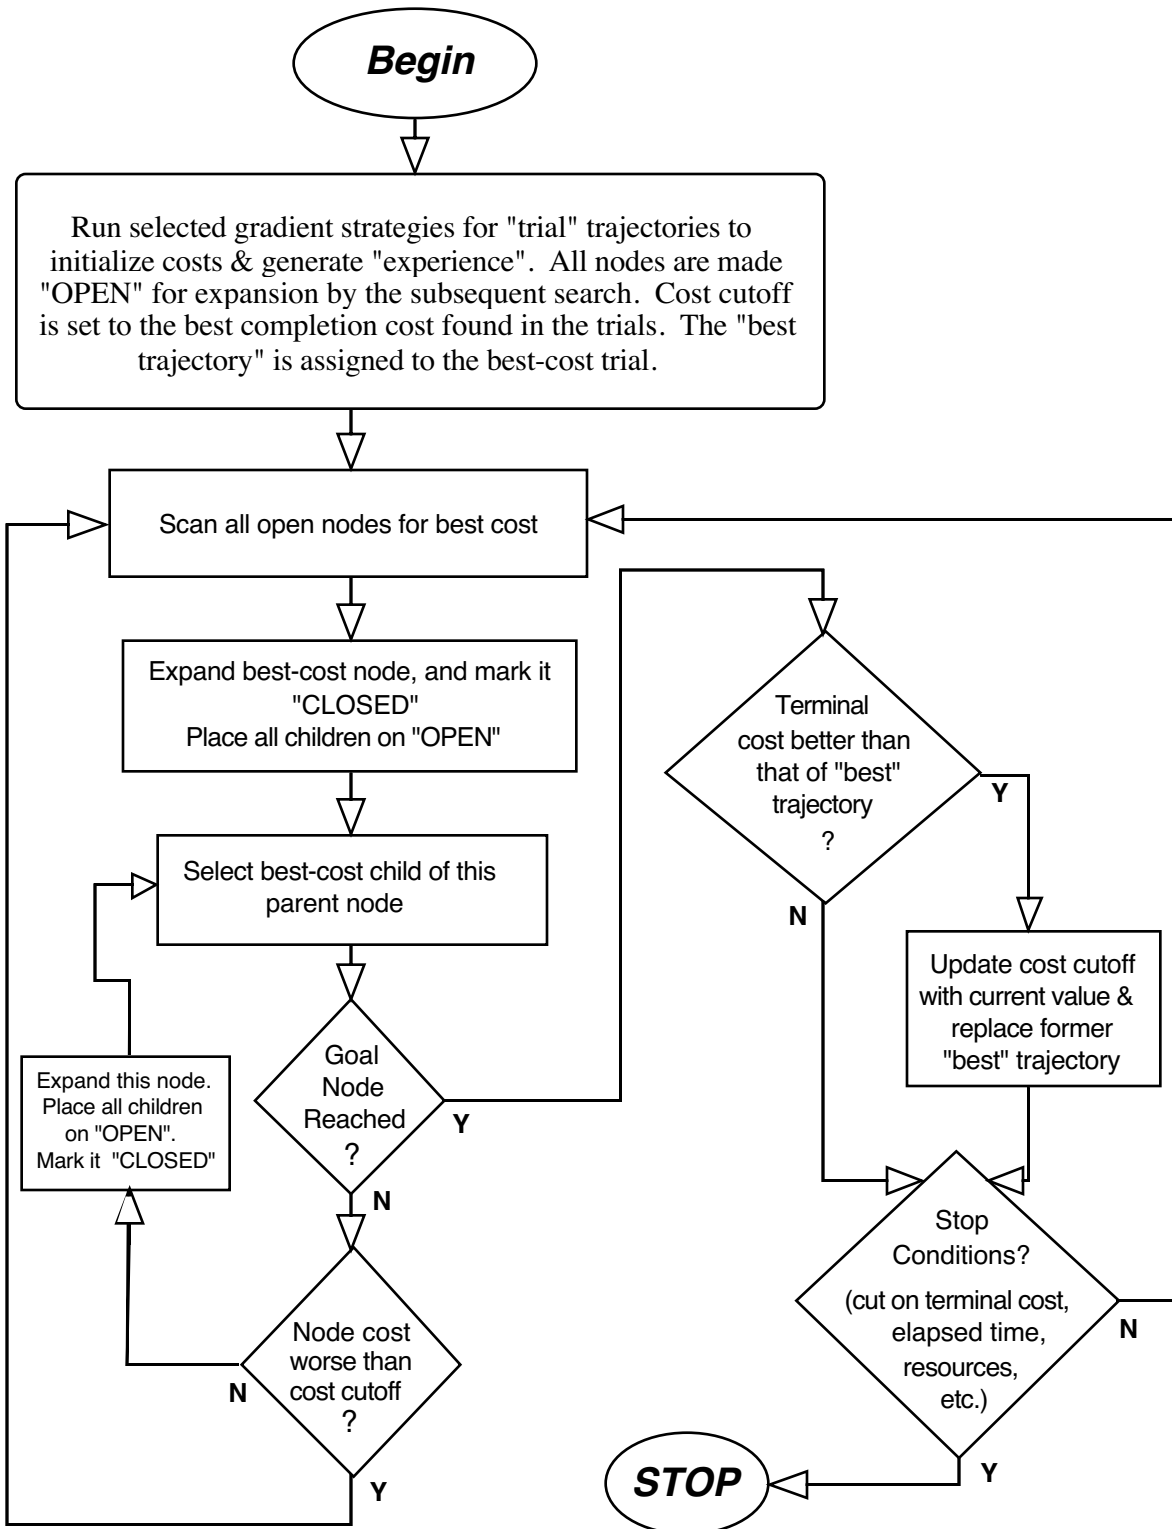 Begin
Run selected gradient strategies for "trial" trajectories to
initialize costs & generate "experience".  All nodes are made
"OPEN" for expansion by the subsequent search.  Cost cutoff
is set to the best completion cost found in the trials.  The "best
trajectory" is assigned to the best-cost trial.
Scan all open nodes for best cost
Expand best-cost node, and mark it
"CLOSED"
Place all children on "OPEN"
Select best-cost child of this
parent node
Goal
Node
Reached
?
Y
N
Node cost
worse than
cost cutoff
?
N
Y
Expand this node.
Place all children
on "OPEN".
Mark it  "CLOSED"
Terminal
cost better than
that of "best"
trajectory
?
Y
N
Update cost cutoff
with current value &
replace former
"best" trajectory
Stop
Conditions?
(cut on terminal cost,
elapsed time,
resources,
etc.)
N
Y
STOP